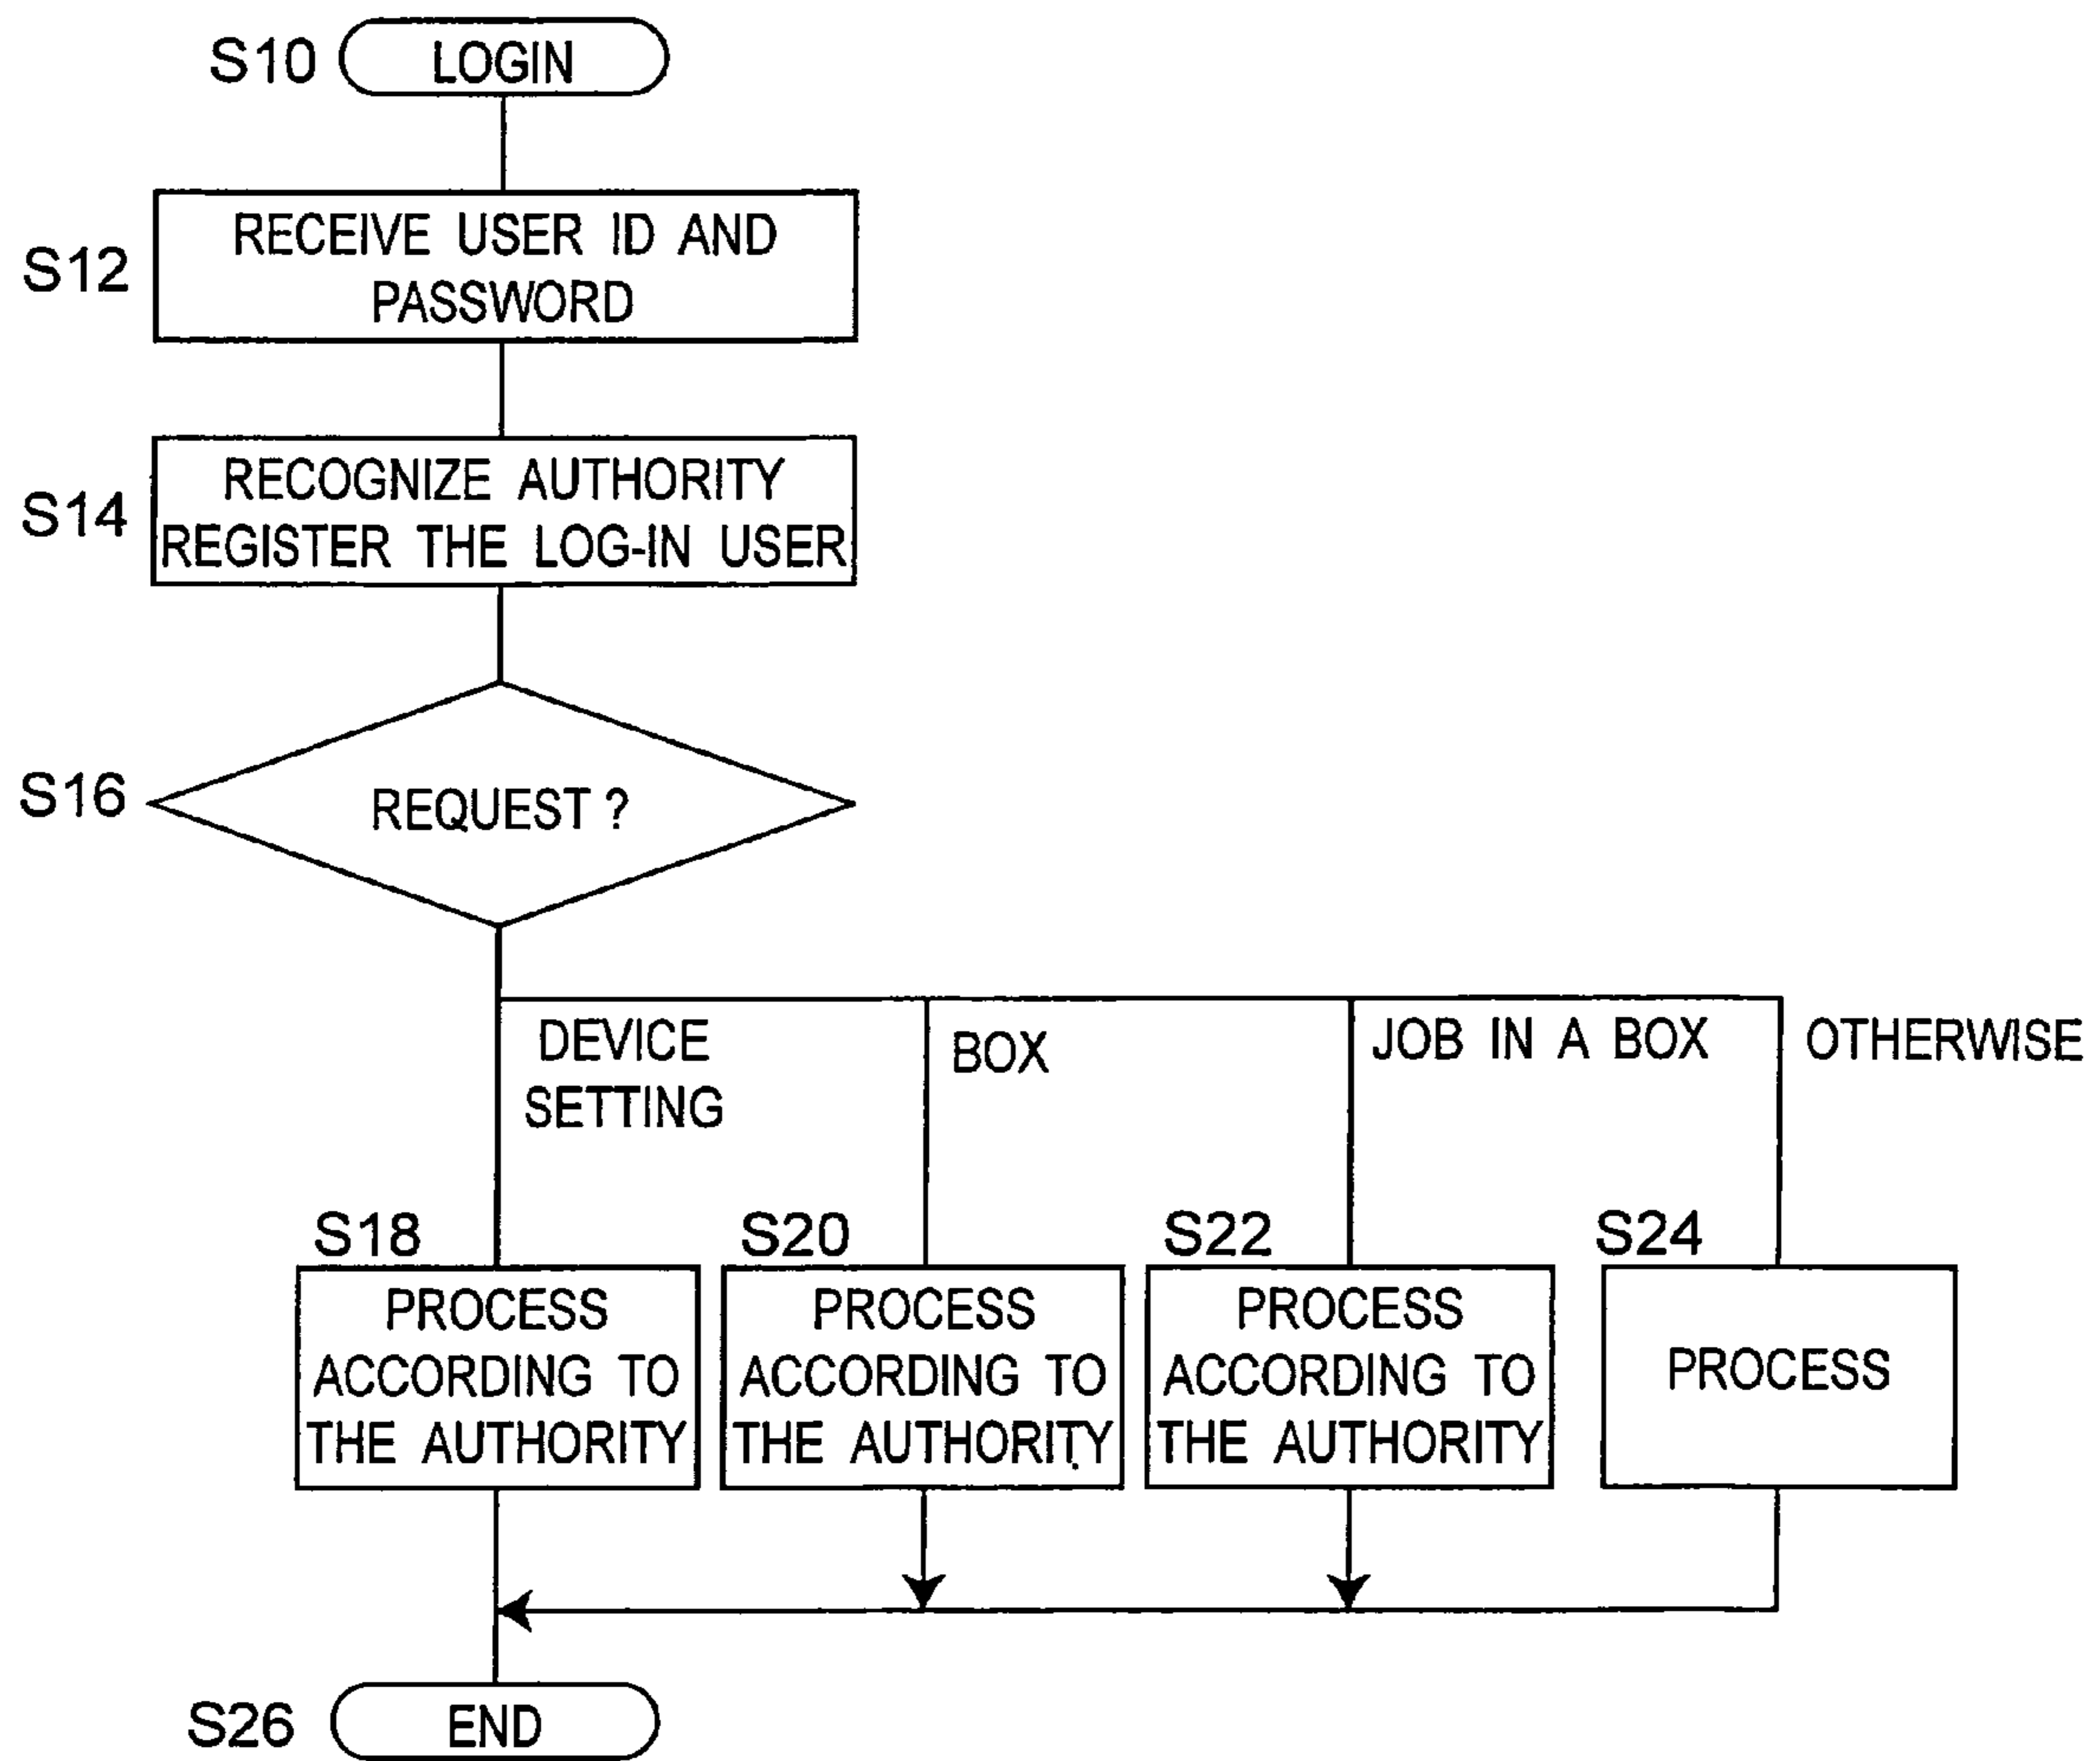 S10 LOGIN
S12
RECEIVE USER ID AND
PASSWORD
S14
RECOGNIZE AUTHORITY
REGISTER THE LOG-IN USER
S16 REQUEST ?
DEVICE
SETTING
BOX
JOB IN A BOX
OTHERWISE
S18
PROCESS
ACCORDING TO
THE AUTHORITY
S20
PROCESS
ACCORDING TO
THE AUTHORITY
S22
PROCESS
ACCORDING TO
THE AUTHORITY
S24
PROCESS
S26 END